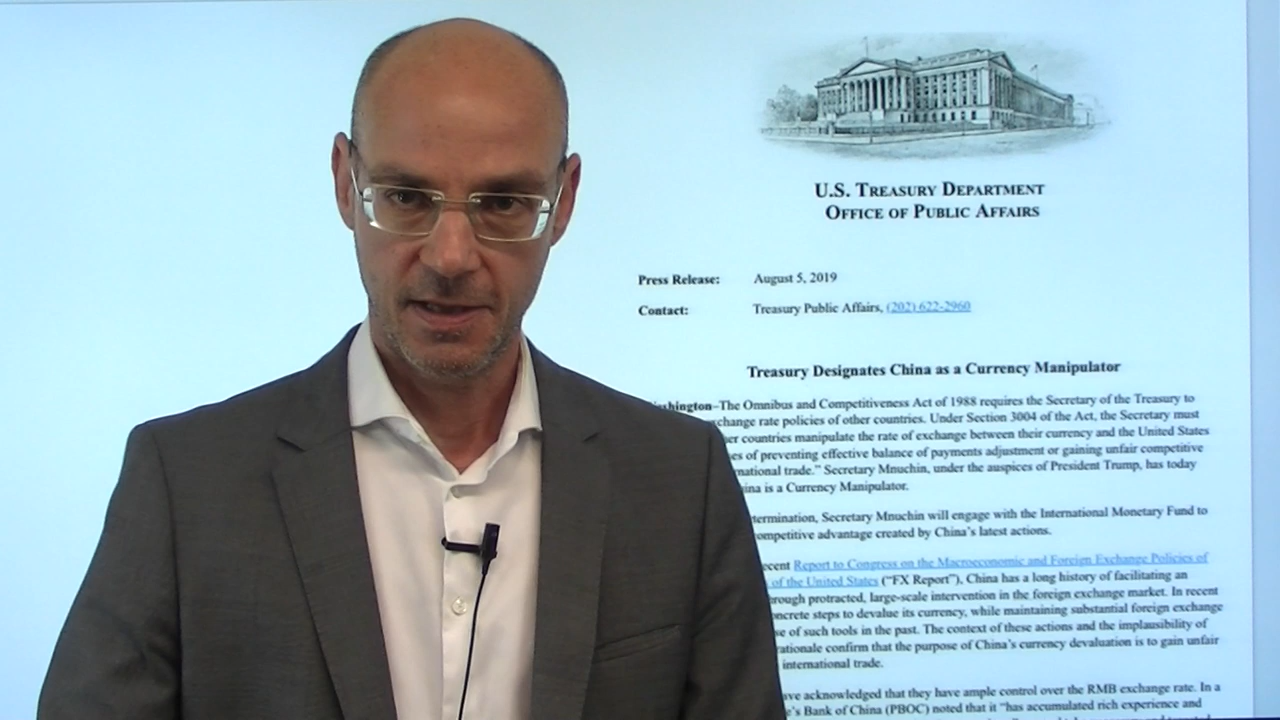 U.S. TREASURY DEPARTMENT
OFFICE OF PUBLIC AFFAIRS
Press Release: August 5, 2019
Contact: Treasury Public Affairs, (202) 622-2960
Treasury Designates China as a Currency Manipulator
shington–The Omnibus and Competitiveness Act of 1988 requires the Secretary of the Treasury to
change rate policies of other countries. Under Section 3004 of the Act, the Secretary must
er countries manipulate the rate of exchange between their currency and the United States
es of preventing effective balance of payments adjustment or gaining unfair competitive
national trade.” Secretary Mnuchin, under the auspices of President Trump, has today
ina is a Currency Manipulator.
termination, Secretary Mnuchin will engage with the International Monetary Fund to
ompetitive advantage created by China’s latest actions.
ecent Report to Congress on the Macroeconomic and Foreign Exchange Policies of
of the United States (“FX Report”), China has a long history of facilitating an
rough protracted, large-scale intervention in the foreign exchange market. In recent
ncrete steps to devalue its currency, while maintaining substantial foreign exchange
se of such tools in the past. The context of these actions and the implausibility of
rationale confirm that the purpose of China’s currency devaluation is to gain unfair
international trade.
ave acknowledged that they have ample control over the RMB exchange rate. In a
e’s Bank of China (PBOC) noted that it “has accumulated rich experience and